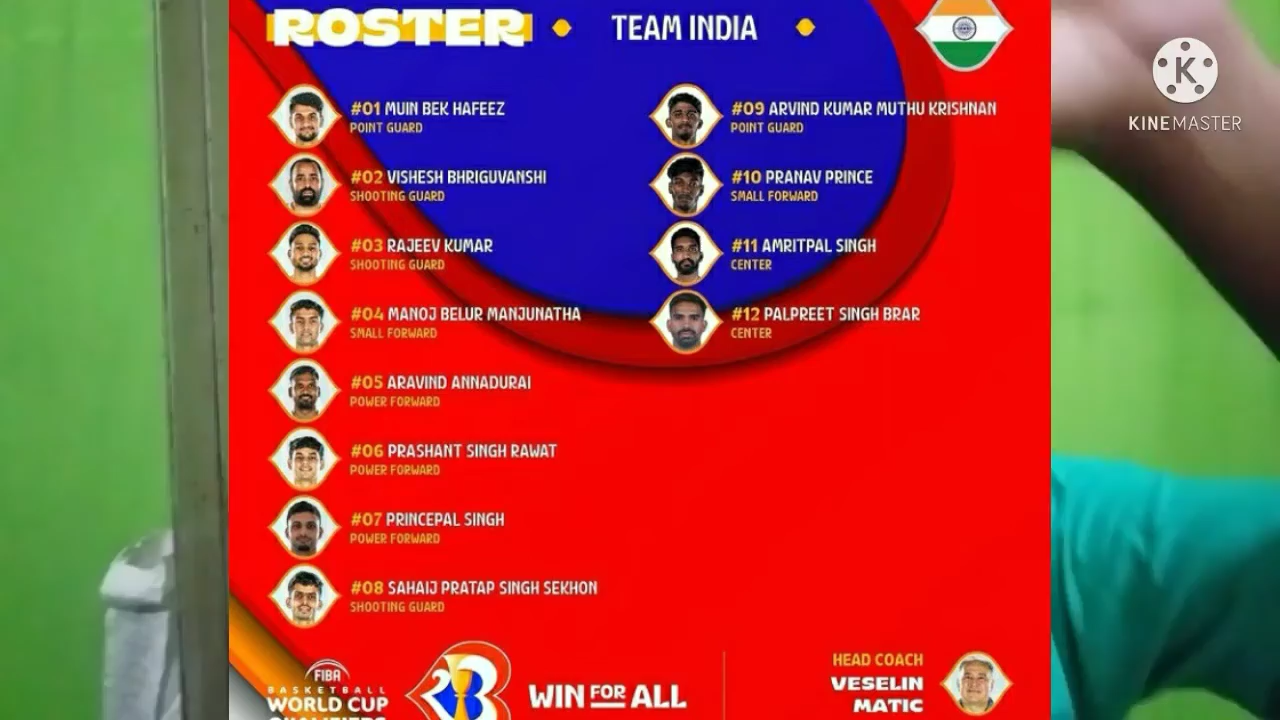 ROSTER
TEAM INDIA
#01 MUIN BEK HAFEEZ
POINT GUARD
#02 VISHESH BHRIGUVANSHI
SHOOTING GUARD
#03 RAJEEV KUMAR
SHOOTING GUARD
#04 MANOJ BELUR MANJUNATHA
SMALL FORWARD
#05 ARAVIND ANNADURAI
POWER FORWARD
#06 PRASHANT SINGH RAWAT
POWER FORWARD
#07 PRINCEPAL SINGH
POWER FORWARD
#08 SAHAIJ PRATAP SINGH SEKHON
SHOOTING GUARD
#09 ARVIND KUMAR MUTHU KRISHNAN
POINT GUARD
#10 PRANAV PRINCE
SMALL FORWARD
#11 AMRITPAL SINGH
CENTER
#12 PALPREET SINGH BRAR
CENTER
FIBA
BASKETBALL
WORLD CUP
QUALIFIERS
23
WIN FOR ALL
HEAD COACH
VESELIN
MATIC
K
KINEMASTER